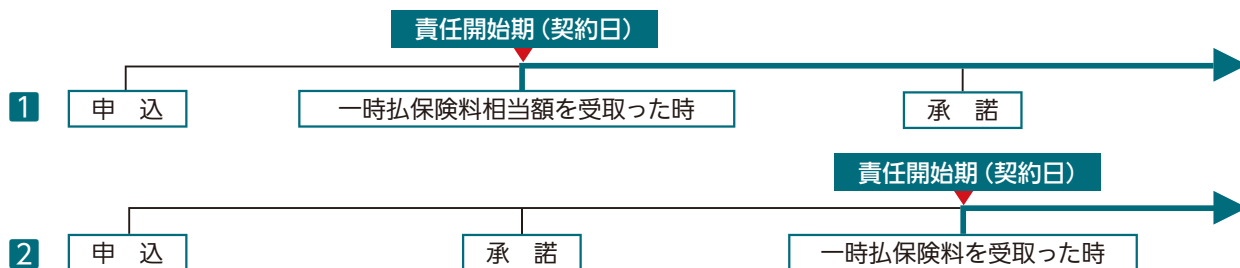 責任開始期（契約日）
1 申　込 一時払保険料相当額を受取った時 承　諾
責任開始期（契約日）
2 申　込 承　諾 一時払保険料を受取った時